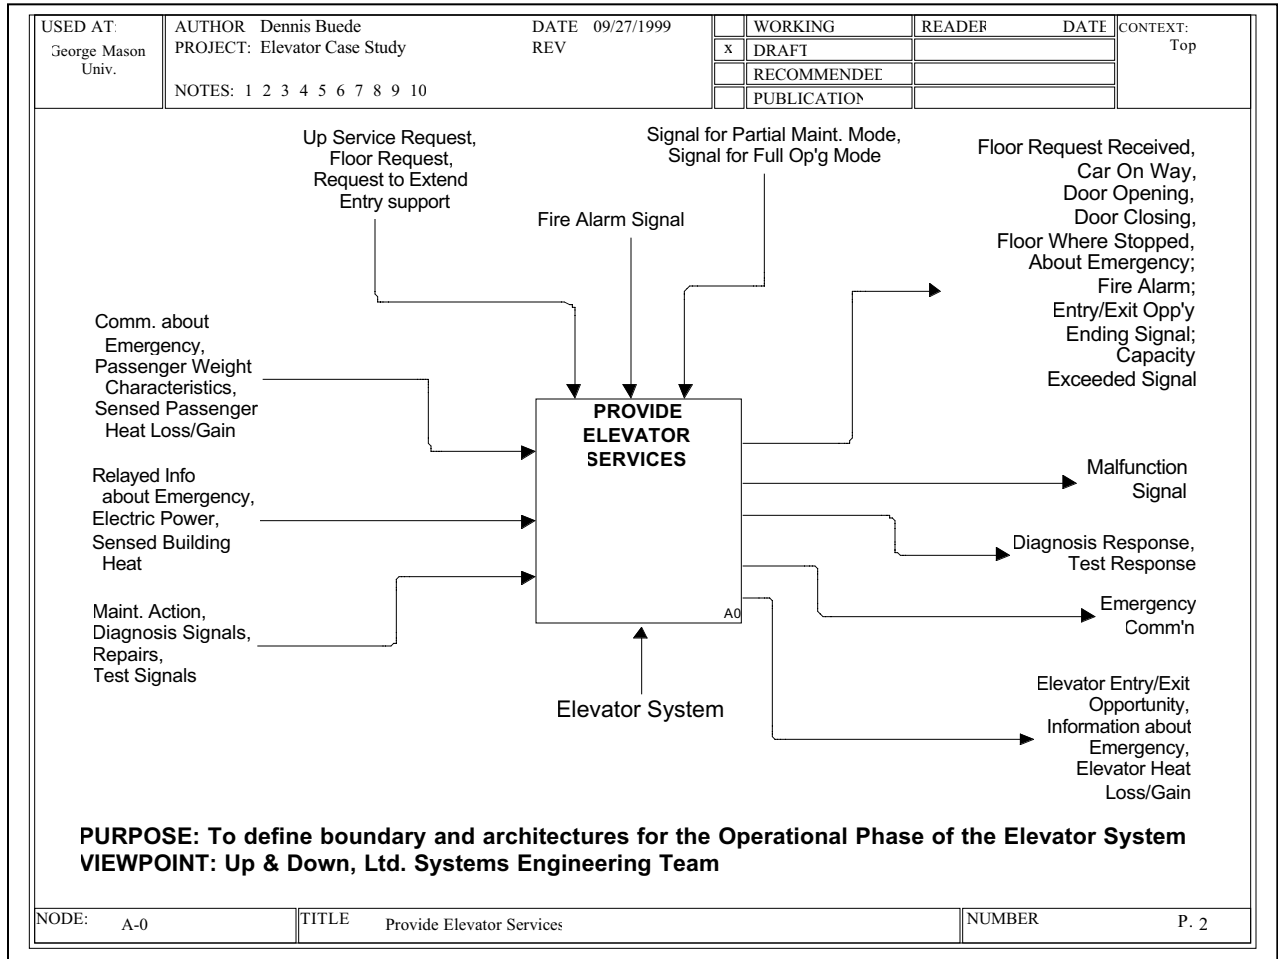 USED AT:
George Mason
Univ.
AUTHOR Dennis Buede
DATE 09/27/1999
PROJECT: Elevator Case Study
REV
NOTES: 1 2 3 4 5 6 7 8 9 10
WORKING
x DRAFT
RECOMMENDED
PUBLICATION
READER DATE
CONTEXT:
Top
Up Service Request,
Floor Request,
Request to Extend
Entry support
Fire Alarm Signal
Signal for Partial Maint. Mode,
Signal for Full Op'g Mode
Floor Request Received,
Car On Way,
Door Opening,
Door Closing,
Floor Where Stopped,
About Emergency;
Fire Alarm;
Entry/Exit Opp'y
Ending Signal;
Capacity
Exceeded Signal
Comm. about
Emergency,
Passenger Weight
Characteristics,
Sensed Passenger
Heat Loss/Gain
Relayed Info
about Emergency,
Electric Power,
Sensed Building
Heat
Maint. Action,
Diagnosis Signals,
Repairs,
Test Signals
PROVIDE
ELEVATOR
SERVICES
A0
Elevator System
Malfunction
Signal
Diagnosis Response,
Test Response
Emergency
Comm'n
Elevator Entry/Exit
Opportunity,
Information about
Emergency,
Elevator Heat
Loss/Gain
PURPOSE: To define boundary and architectures for the Operational Phase of the Elevator System
VIEWPOINT: Up & Down, Ltd. Systems Engineering Team
NODE: A-0
TITLE Provide Elevator Services
NUMBER P. 2